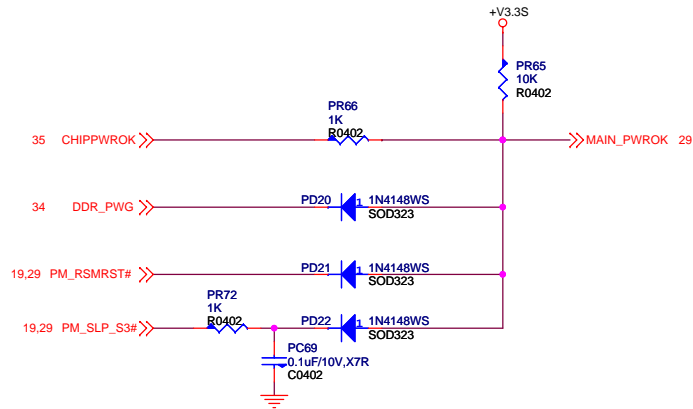 +V3.3S
PR65
10K
R0402
PR66
1K
R0402
35 CHIPPWROK
MAIN_PWROK 29
34 DDR_PWG
PD20 1 1N4148WS
SOD323
19,29 PM_RSMRST#
PD21 1 1N4148WS
SOD323
PR72
1K
R0402
19,29 PM_SLP_S3#
PD22 1 1N4148WS
SOD323
PC69
0.1uF/10V,X7R
C0402